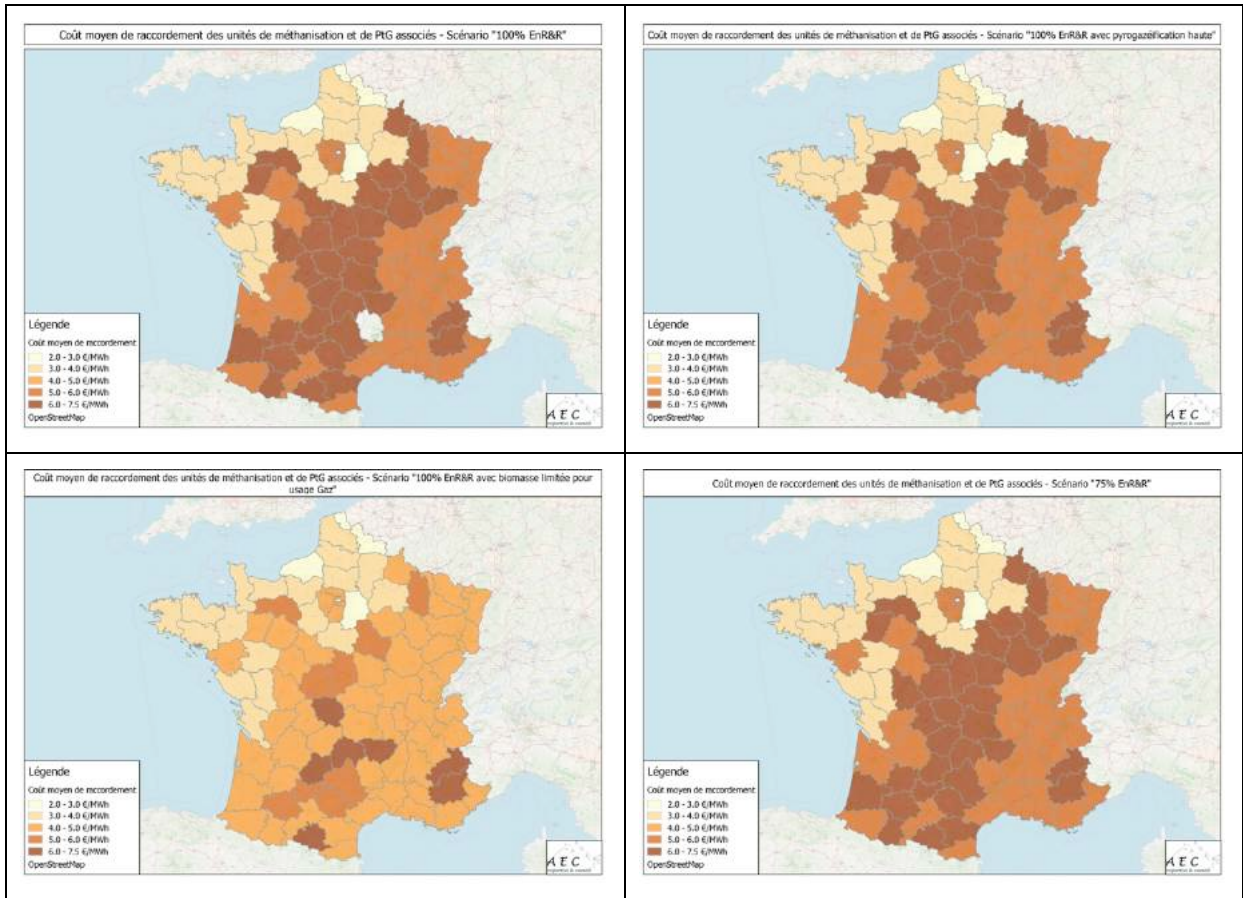 Coût moyen de raccordement des unités de méthanisation et de PtG associés - Scénario "100% EnR&R"
Légende
Coût moyen de raccordement
2.0 - 3.0 €/MWh
3.0 - 4.0 €/MWh
4.0 - 5.0 €/MWh
5.0 - 6.0 €/MWh
6.0 - 7.5 €/MWh
OpenStreetMap
AEC
Coût moyen de raccordement des unités de méthanisation et de PtG associés - Scénario "100% EnR&R avec pyrogazéification haute"
Légende
Coût moyen de raccordement
2.0 - 3.0 €/MWh
3.0 - 4.0 €/MWh
4.0 - 5.0 €/MWh
5.0 - 6.0 €/MWh
6.0 - 7.5 €/MWh
OpenStreetMap
AEC
Coût moyen de raccordement des unités de méthanisation et de PtG associés - Scénario "100% EnR&R avec biomasse limitée pour
usage Gaz"
Légende
Coût moyen de raccordement
2.0 - 3.0 €/MWh
3.0 - 4.0 €/MWh
4.0 - 5.0 €/MWh
5.0 - 6.0 €/MWh
6.0 - 7.5 €/MWh
OpenStreetMap
AEC
Coût moyen de raccordement des unités de méthanisation et de PtG associés - Scénario "75% EnR&R"
Légende
Coût moyen de raccordement
2.0 - 3.0 €/MWh
3.0 - 4.0 €/MWh
4.0 - 5.0 €/MWh
5.0 - 6.0 €/MWh
6.0 - 7.5 €/MWh
OpenStreetMap
AEC